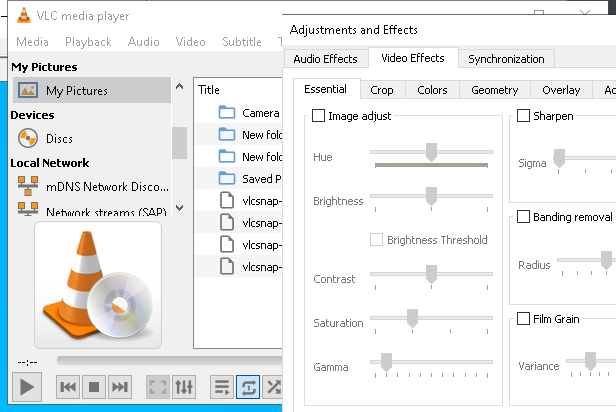 VLC media player
Media Playback Audio Video Subtitle
My Pictures
My Pictures
Devices
Discs
Local Network
mDNS Network Disco...
Network streams (SAP)
Title
Camera
New fold
New fold
Saved P
vlcsnap-
vlcsnap-
vlcsnap-
vlcsnap-
--:--
Adjustments and Effects
Audio Effects Video Effects Synchronization
Essential Crop Colors Geometry Overlay
Image adjust
Hue
Brightness
Brightness Threshold
Contrast
Saturation
Gamma
Sharpen
Sigma
Banding removal
Radius
Film Grain
Variance